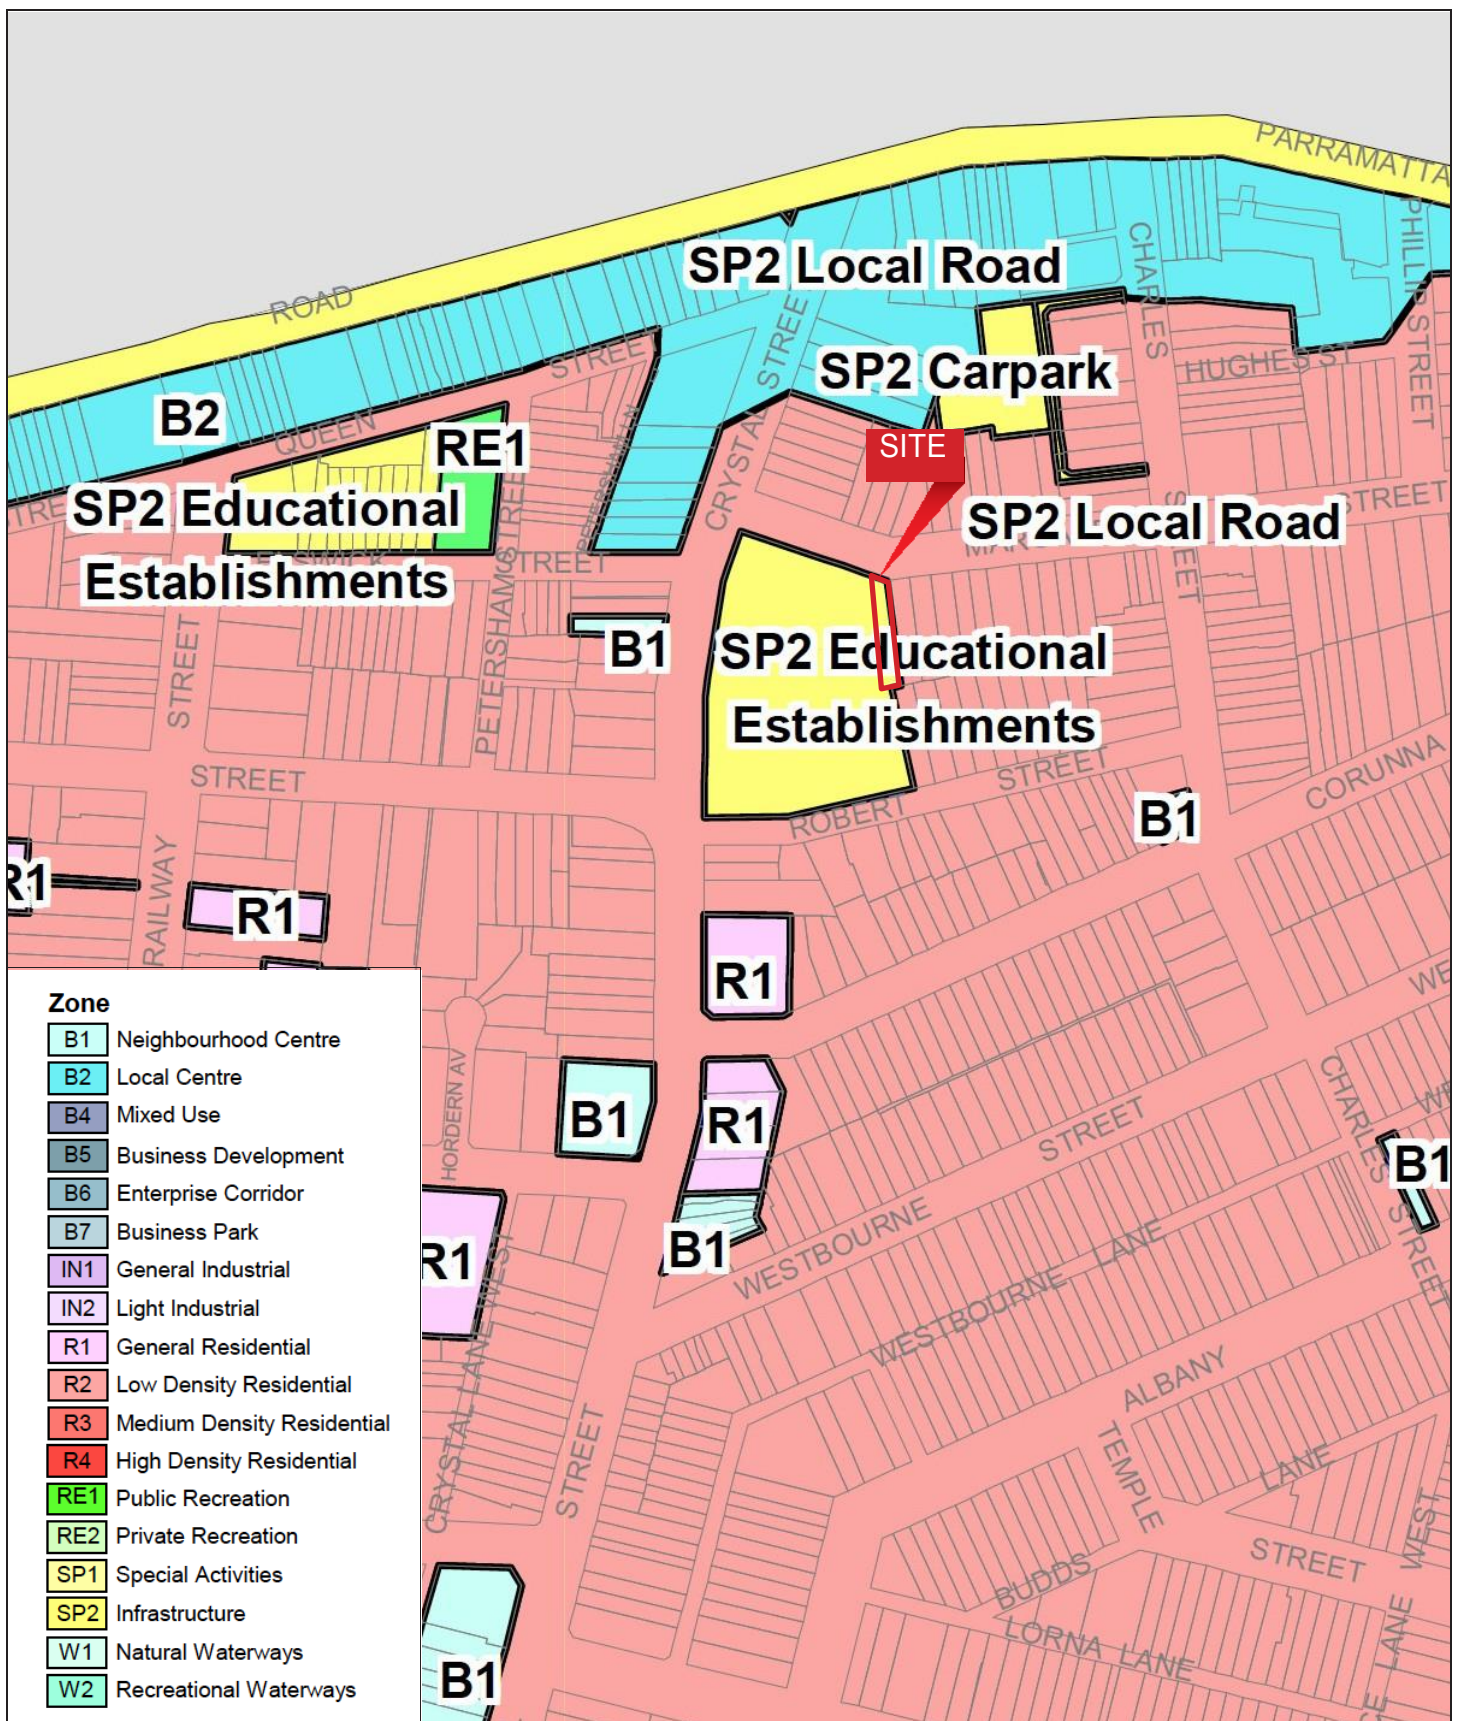 PARRAMATTA
PHILLIP STREET
CHARLES
SP2 Local Road
ROAD
STREET
STREET
SP2 Carpark
HUGHES ST
B2
QUEEN
RE1
CRYSTAL
SITE
SP2 Educational
Establishments
STREET
STREET
SP2 Local Road
STREET
STREET
PETERSHAM
STREET
B1
SP2 Educational
Establishments
STREET
STREET
ROBERT
CORUNNA
B1
R1
RAILWAY
R1
R1
HORDERN AV
B1
R1
STREET
CHARLES
STREET
B1
R1
B1
WESTBOURNE
WESTBOURNE LANE
CRYSTAL LANE WEST
STREET
ALBANY
TEMPLE
LANE
STREET
WEST
LANE
BUDDS
LORNA LANE
B1
Zone
B1 Neighbourhood Centre
B2 Local Centre
B4 Mixed Use
B5 Business Development
B6 Enterprise Corridor
B7 Business Park
IN1 General Industrial
IN2 Light Industrial
R1 General Residential
R2 Low Density Residential
R3 Medium Density Residential
R4 High Density Residential
RE1 Public Recreation
RE2 Private Recreation
SP1 Special Activities
SP2 Infrastructure
W1 Natural Waterways
W2 Recreational Waterways